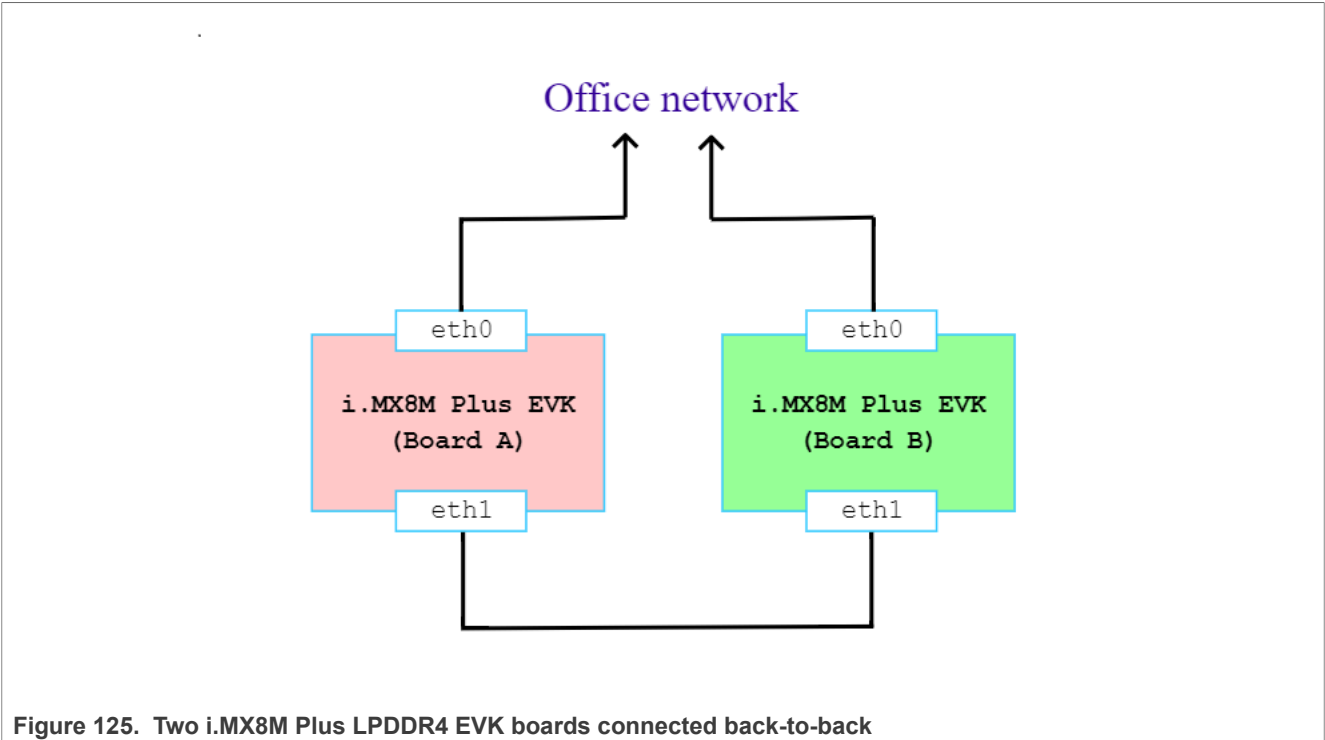 Office network
eth0
eth0
i.MX8M Plus EVK
(Board A)
i.MX8M Plus EVK
(Board B)
eth1
eth1
Figure 125. Two i.MX8M Plus LPDDR4 EVK boards connected back-to-back